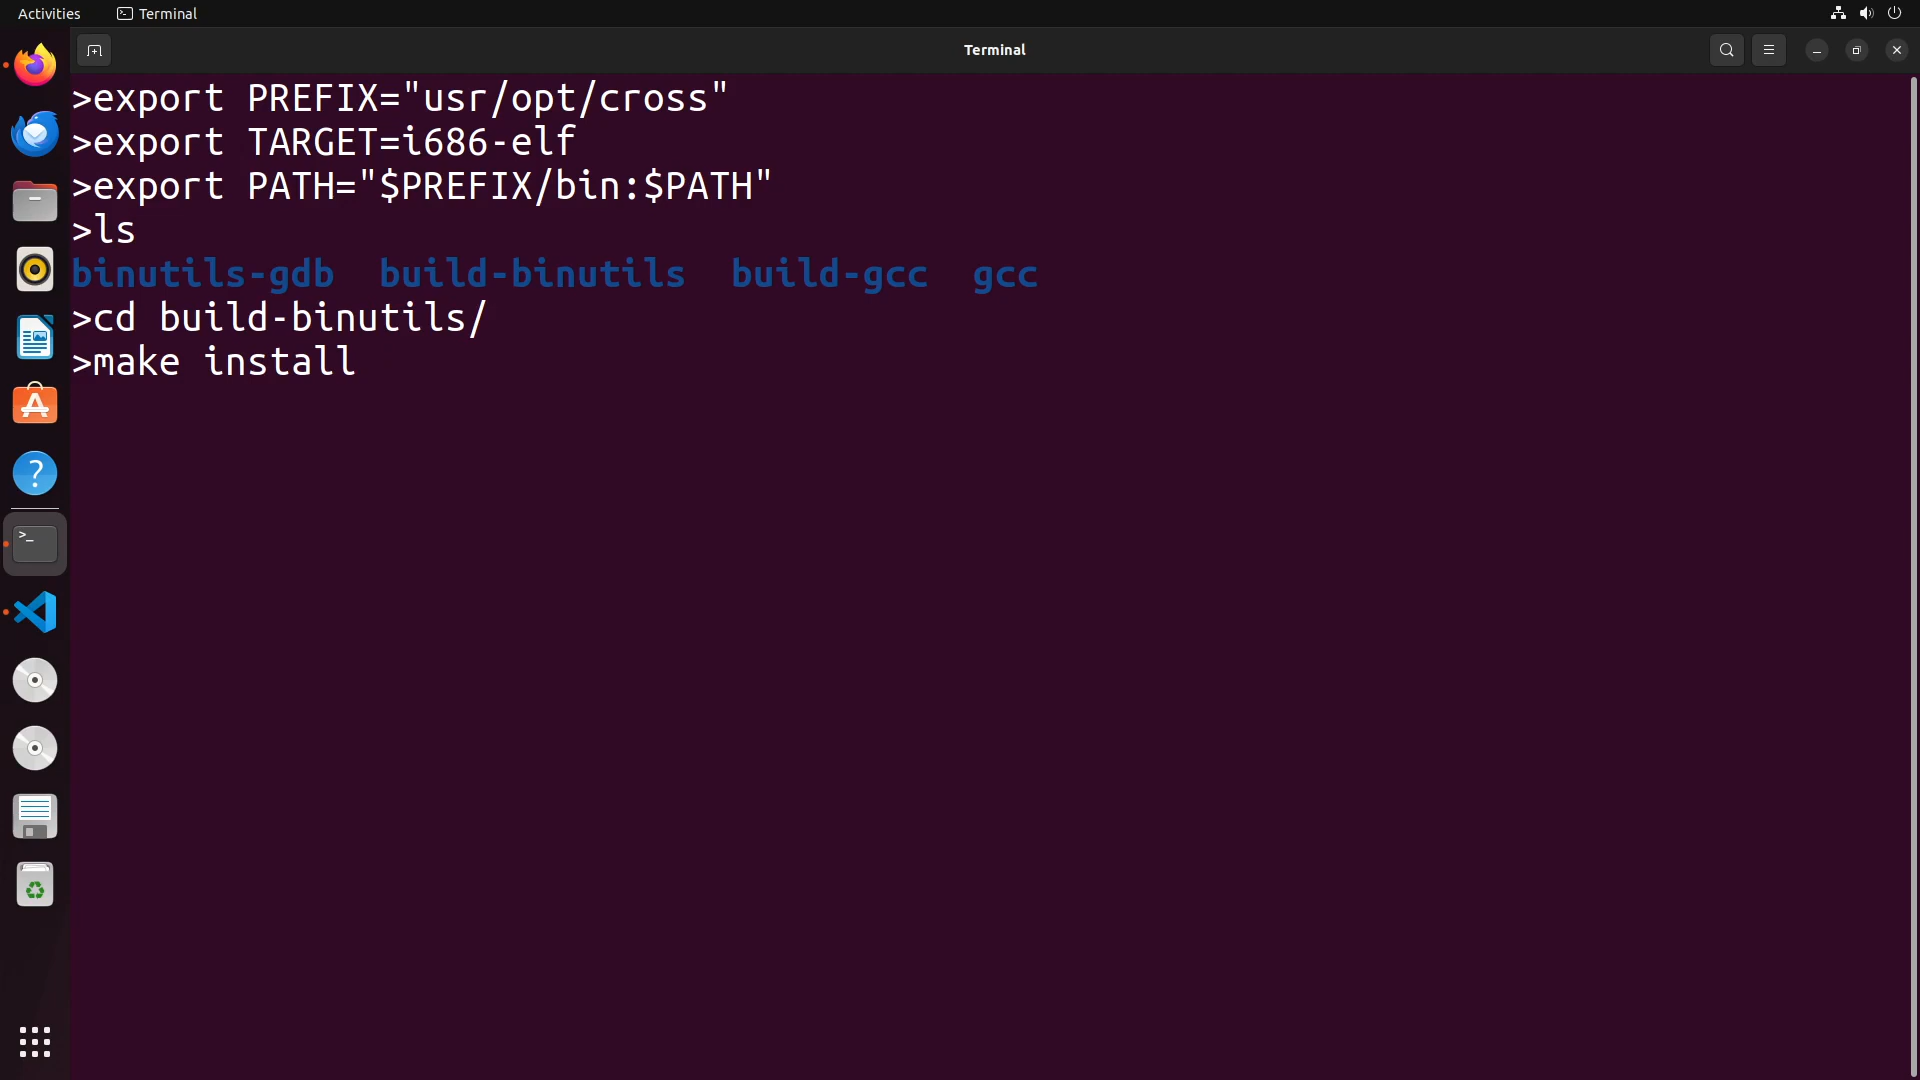 Activities
Terminal
Terminal
>export PREFIX="usr/opt/cross"
>export TARGET=i686-elf
>export PATH="$PREFIX/bin:$PATH"
>ls
binutils-gdb  build-binutils  build-gcc  gcc
>cd build-binutils/
>make install